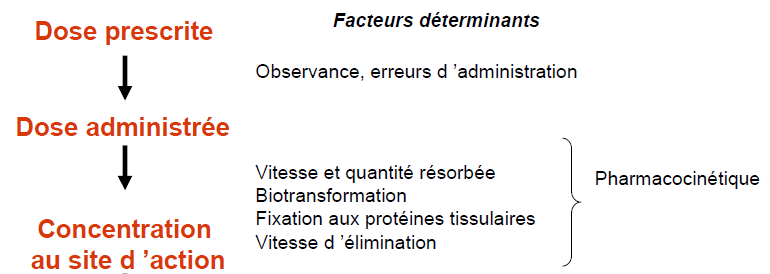 Dose prescrite
Facteurs déterminants
Observance, erreurs d ’administration
Dose administrée
Vitesse et quantité résorbée
Biotransformation
Fixation aux protéines tissulaires
Vitesse d ’élimination
Pharmacocinétique
Concentration
au site d ’action